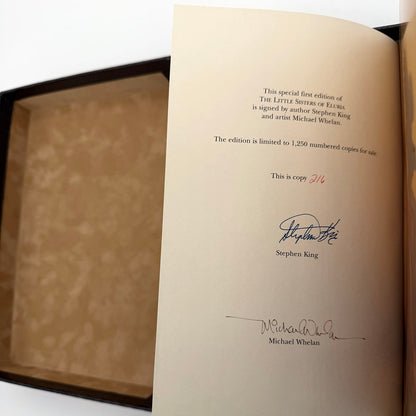 This special first edition of
THE LITTLE SISTERS OF ELURIA
is signed by author Stephen King
and artist Michael Whelan.
The edition is limited to 1,250 numbered copies for sale.
This is copy 216
Stephen King
Stephen King
Michael Whelan
Michael Whelan